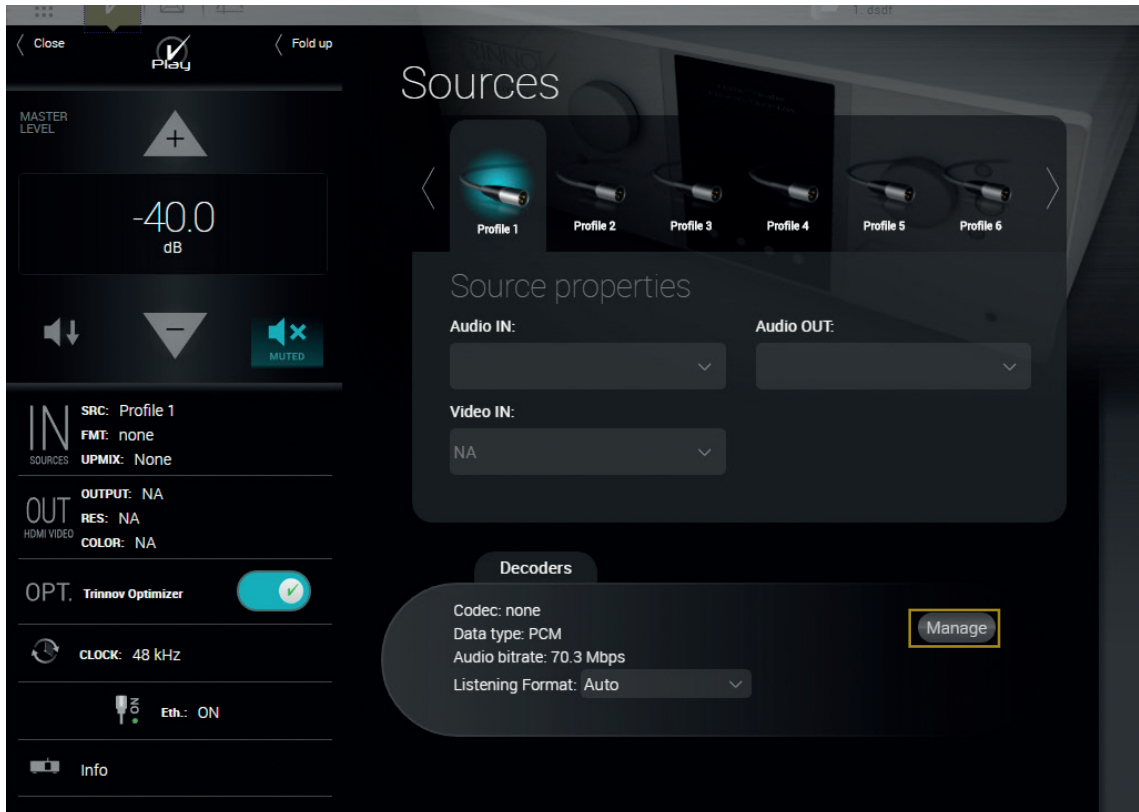 1. dsdf
Close
Play
Fold up
MASTER
LEVEL
+
-40.0
dB
−
MUTED
IN
SOURCES
SRC: Profile 1
FMT: none
UPMIX: None
OUT
HDMI VIDEO
OUTPUT: NA
RES: NA
COLOR: NA
OPT. Trinnov Optimizer
CLOCK: 48 kHz
ON
Eth.: ON
Info
Sources
Profile 1
Profile 2
Profile 3
Profile 4
Profile 5
Profile 6
Source properties
Audio IN:
Audio OUT:
Video IN:
NA
Decoders
Codec: none
Data type: PCM
Audio bitrate: 70.3 Mbps
Listening Format: Auto
Manage